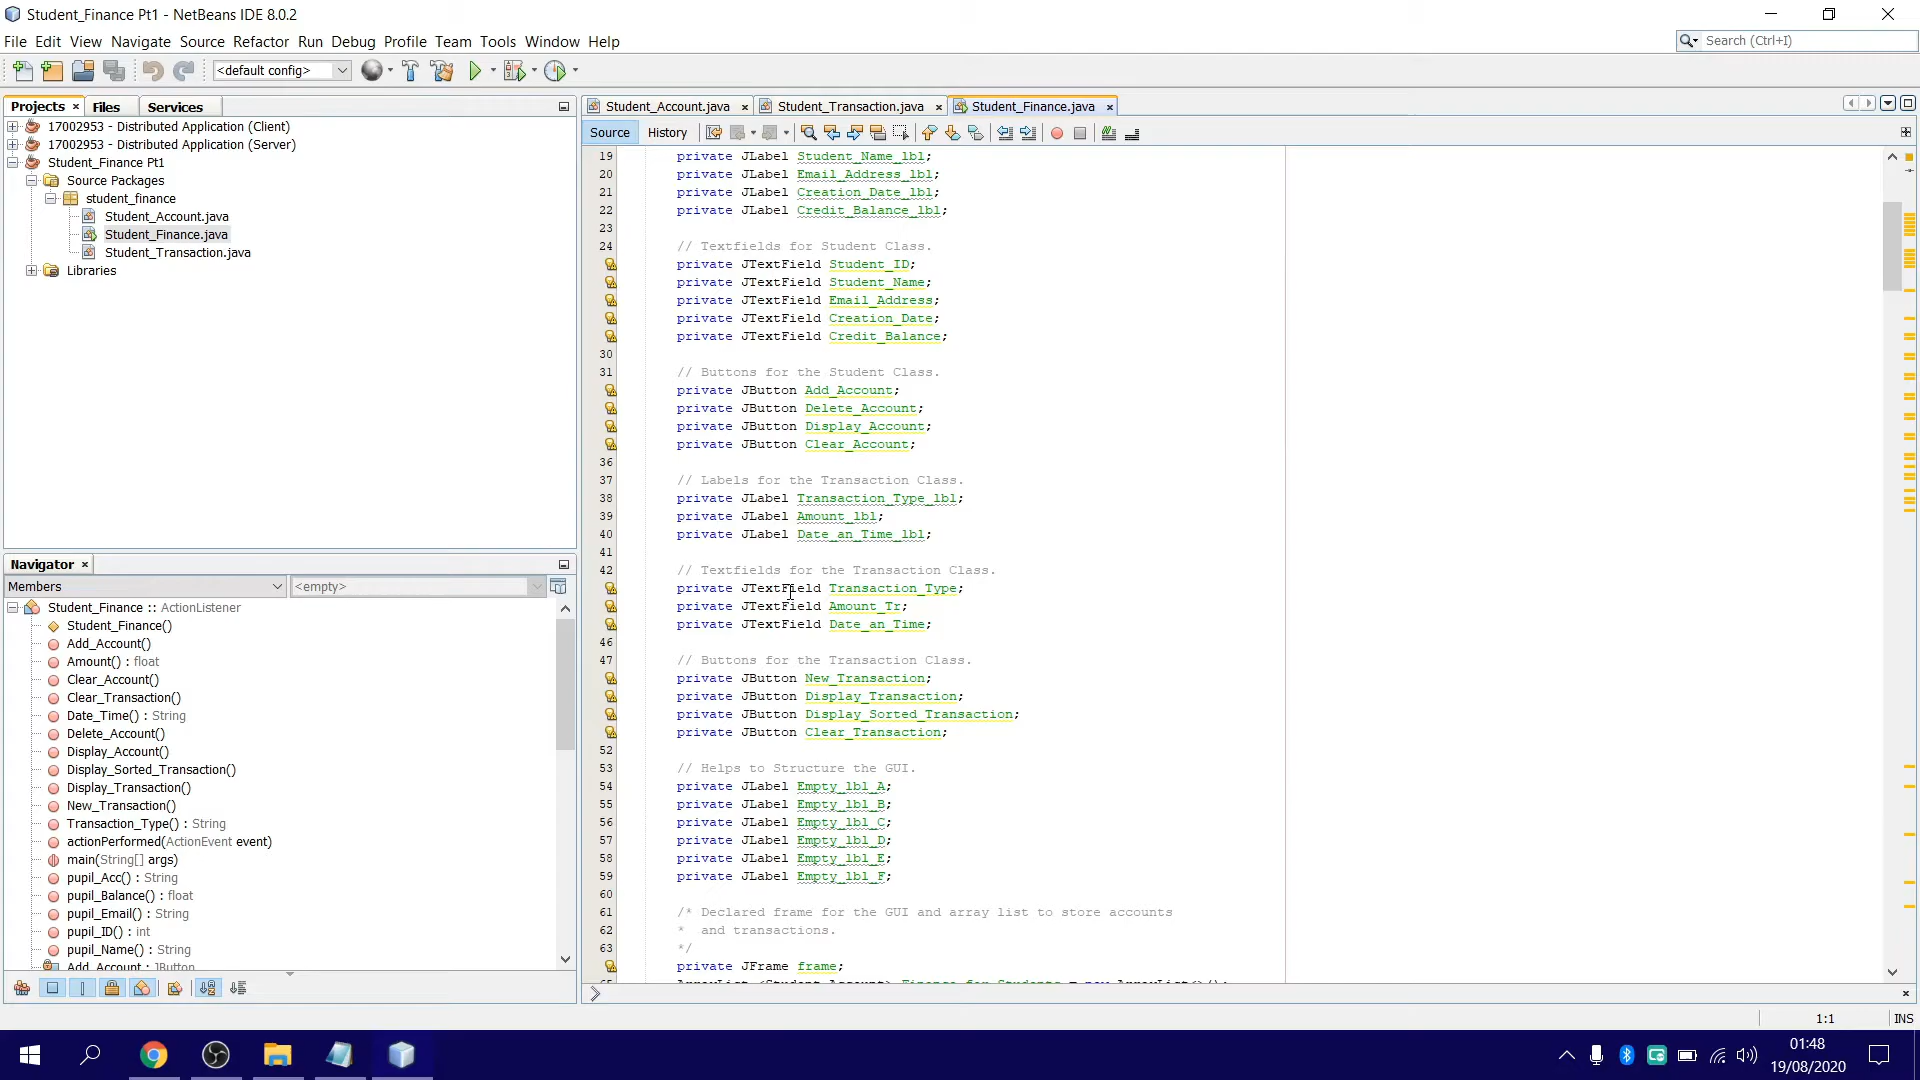 Student_Finance Pt1 - NetBeans IDE 8.0.2
File Edit View Navigate Source Refactor Run Debug Profile Team Tools Window Help
Search (Ctrl+I)
<default config>
Projects × Files Services
17002953 - Distributed Application (Client)
17002953 - Distributed Application (Server)
Student_Finance Pt1
Source Packages
student_finance
Student_Account.java
Student_Finance.java
Student_Transaction.java
Libraries
Navigator ×
Members <empty>
Student_Finance :: ActionListener
Student_Finance()
Add_Account()
Amount() : float
Clear_Account()
Clear_Transaction()
Date_Time() : String
Delete_Account()
Display_Account()
Display_Sorted_Transaction()
Display_Transaction()
New_Transaction()
Transaction_Type() : String
actionPerformed(ActionEvent event)
main(String[] args)
pupil_Acc() : String
pupil_Balance() : float
pupil_Email() : String
pupil_ID() : int
pupil_Name() : String
Add_Account : JButton
Student_Account.java × Student_Transaction.java × Student_Finance.java ×
Source History
19 private JLabel Student_Name_lbl;
20 private JLabel Email_Address_lbl;
21 private JLabel Creation_Date_lbl;
22 private JLabel Credit_Balance_lbl;
23
24 // Textfields for Student Class.
private JTextField Student_ID;
private JTextField Student_Name;
private JTextField Email_Address;
private JTextField Creation_Date;
private JTextField Credit_Balance;
30
31 // Buttons for the Student Class.
private JButton Add_Account;
private JButton Delete_Account;
private JButton Display_Account;
private JButton Clear_Account;
36
37 // Labels for the Transaction Class.
38 private JLabel Transaction_Type_lbl;
39 private JLabel Amount_lbl;
40 private JLabel Date_an_Time_lbl;
41
42 // Textfields for the Transaction Class.
private JTextField Transaction_Type;
private JTextField Amount_Tr;
private JTextField Date_an_Time;
46
47 // Buttons for the Transaction Class.
private JButton New_Transaction;
private JButton Display_Transaction;
private JButton Display_Sorted_Transaction;
private JButton Clear_Transaction;
52
53 // Helps to Structure the GUI.
54 private JLabel Empty_lbl_A;
55 private JLabel Empty_lbl_B;
56 private JLabel Empty_lbl_C;
57 private JLabel Empty_lbl_D;
58 private JLabel Empty_lbl_E;
59 private JLabel Empty_lbl_F;
60
61 /* Declared frame for the GUI and array list to store accounts
62 * and transactions.
63 */
private JFrame frame;
65 ArrayList <Student_Account> Finance_for_Students = new ArrayList<>();
1:1 INS
01:48
19/08/2020